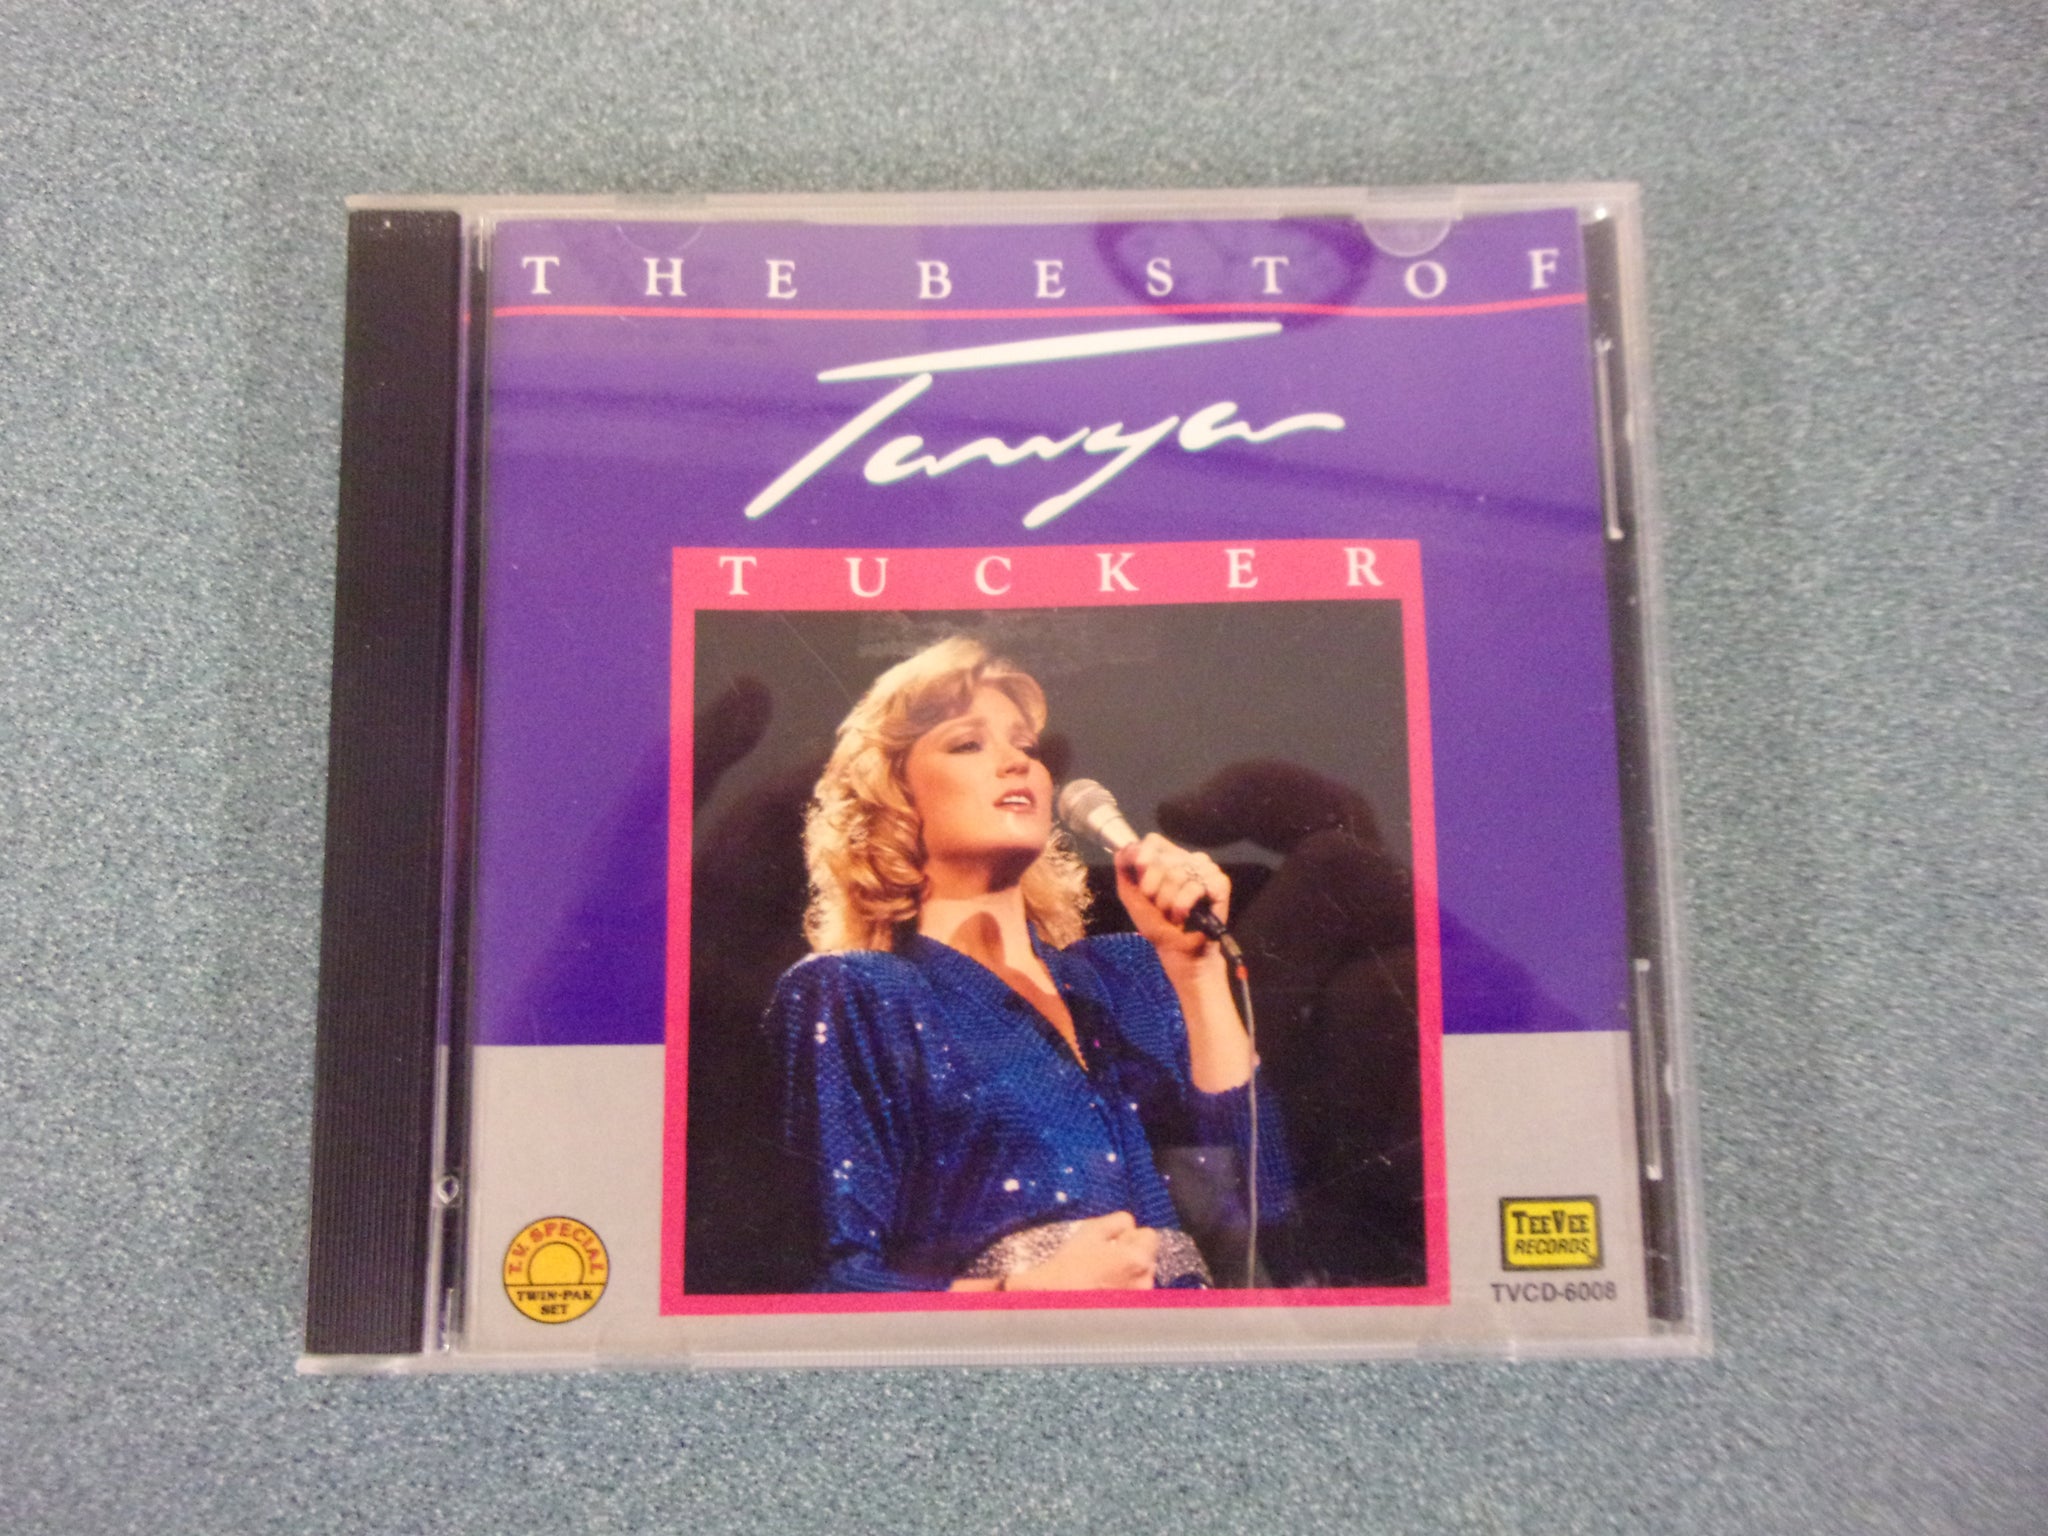 THE BEST OF
Tanya
TUCKER
T.V. SPECIAL
TWIN-PAK
SET
TEEVEE
RECORDS
TVCD-6008